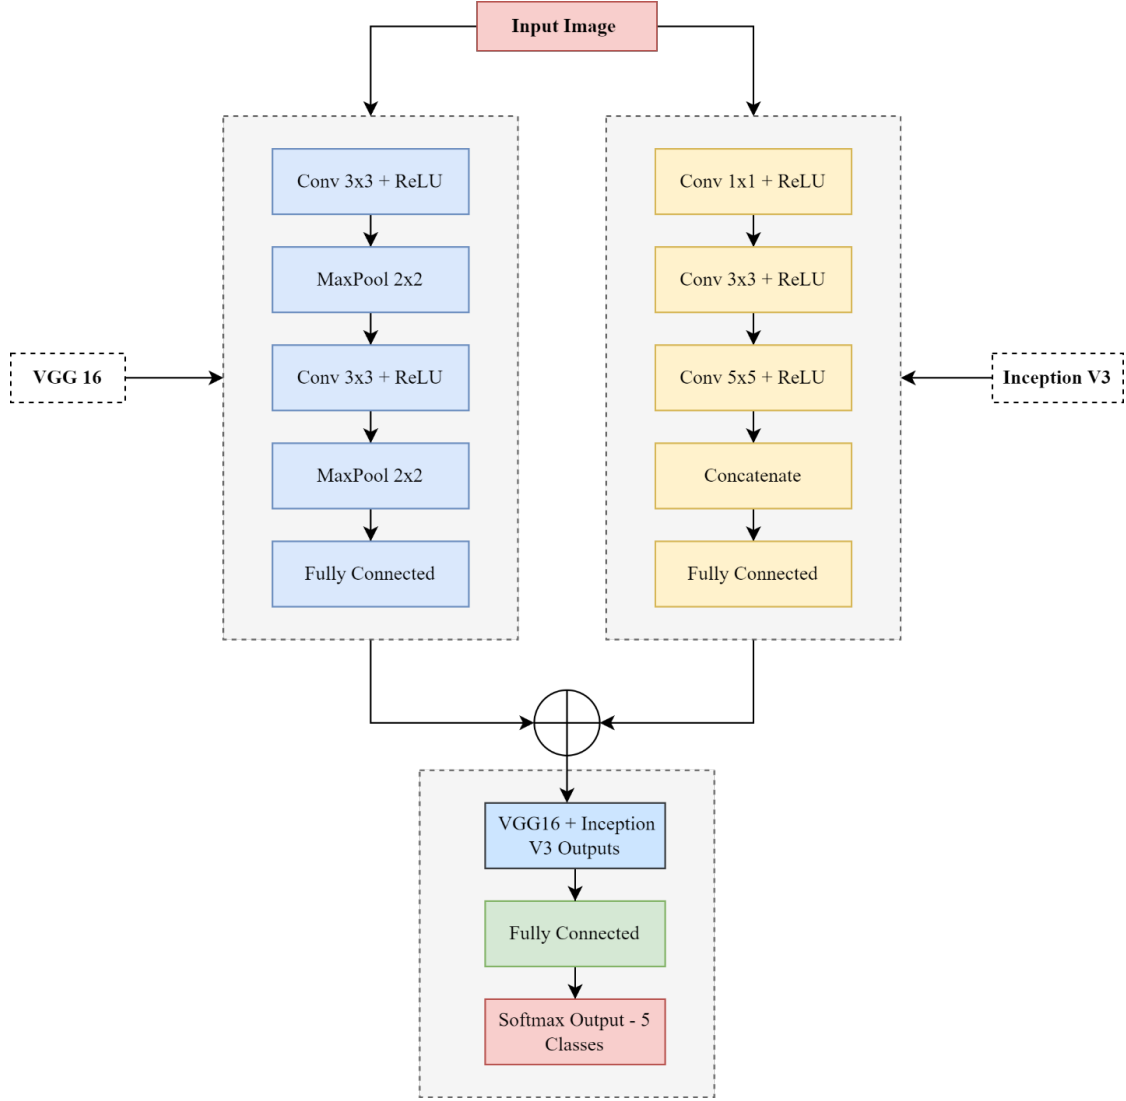 Input Image
Conv 3x3 + ReLU
MaxPool 2x2
Conv 3x3 + ReLU
MaxPool 2x2
Fully Connected
VGG 16
Conv 1x1 + ReLU
Conv 3x3 + ReLU
Conv 5x5 + ReLU
Concatenate
Fully Connected
Inception V3
VGG16 + Inception
V3 Outputs
Fully Connected
Softmax Output - 5
Classes